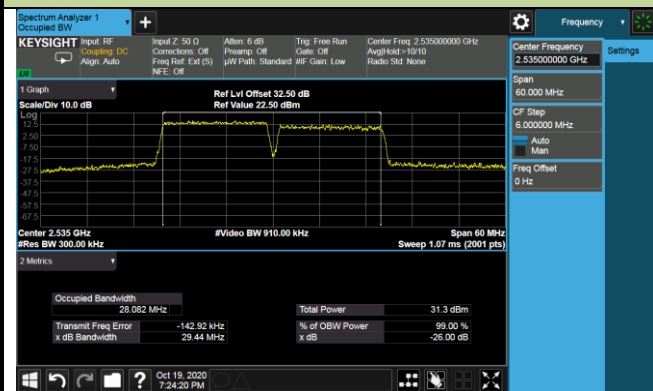 Spectrum Analyzer 1
Occupied BW
+
Frequency
KEYSIGHT
Input: RF
Coupling: DC
Align: Auto
Input Z: 50 Ω
Corrections: Off
Freq Ref: Ext (S)
NFE: Off
Atten: 6 dB
Preamp: Off
µW Path: Standard
Trig: Free Run
Gate: Off
#IF Gain: Low
Center Freq: 2.535000000 GHz
Avg|Hold:>10/10
Radio Std: None
Center Frequency
2.535000000 GHz
Settings
Span
60.000 MHz
CF Step
6.000000 MHz
Auto
Man
Freq Offset
0 Hz
1 Graph
Scale/Div 10.0 dB
Ref Lvl Offset 32.50 dB
Ref Value 22.50 dBm
Log
12.5
2.50
-7.50
-17.5
-27.5
-37.5
-47.5
-57.5
-67.5
Center 2.535 GHz
#Res BW 300.00 kHz
#Video BW 910.00 kHz
Span 60 MHz
Sweep 1.07 ms (2001 pts)
2 Metrics
Occupied Bandwidth
28.082 MHz
Total Power 31.3 dBm
Transmit Freq Error -142.92 kHz
% of OBW Power 99.00 %
x dB Bandwidth 29.44 MHz
x dB -26.00 dB
?
Oct 19, 2020
7:24:20 PM